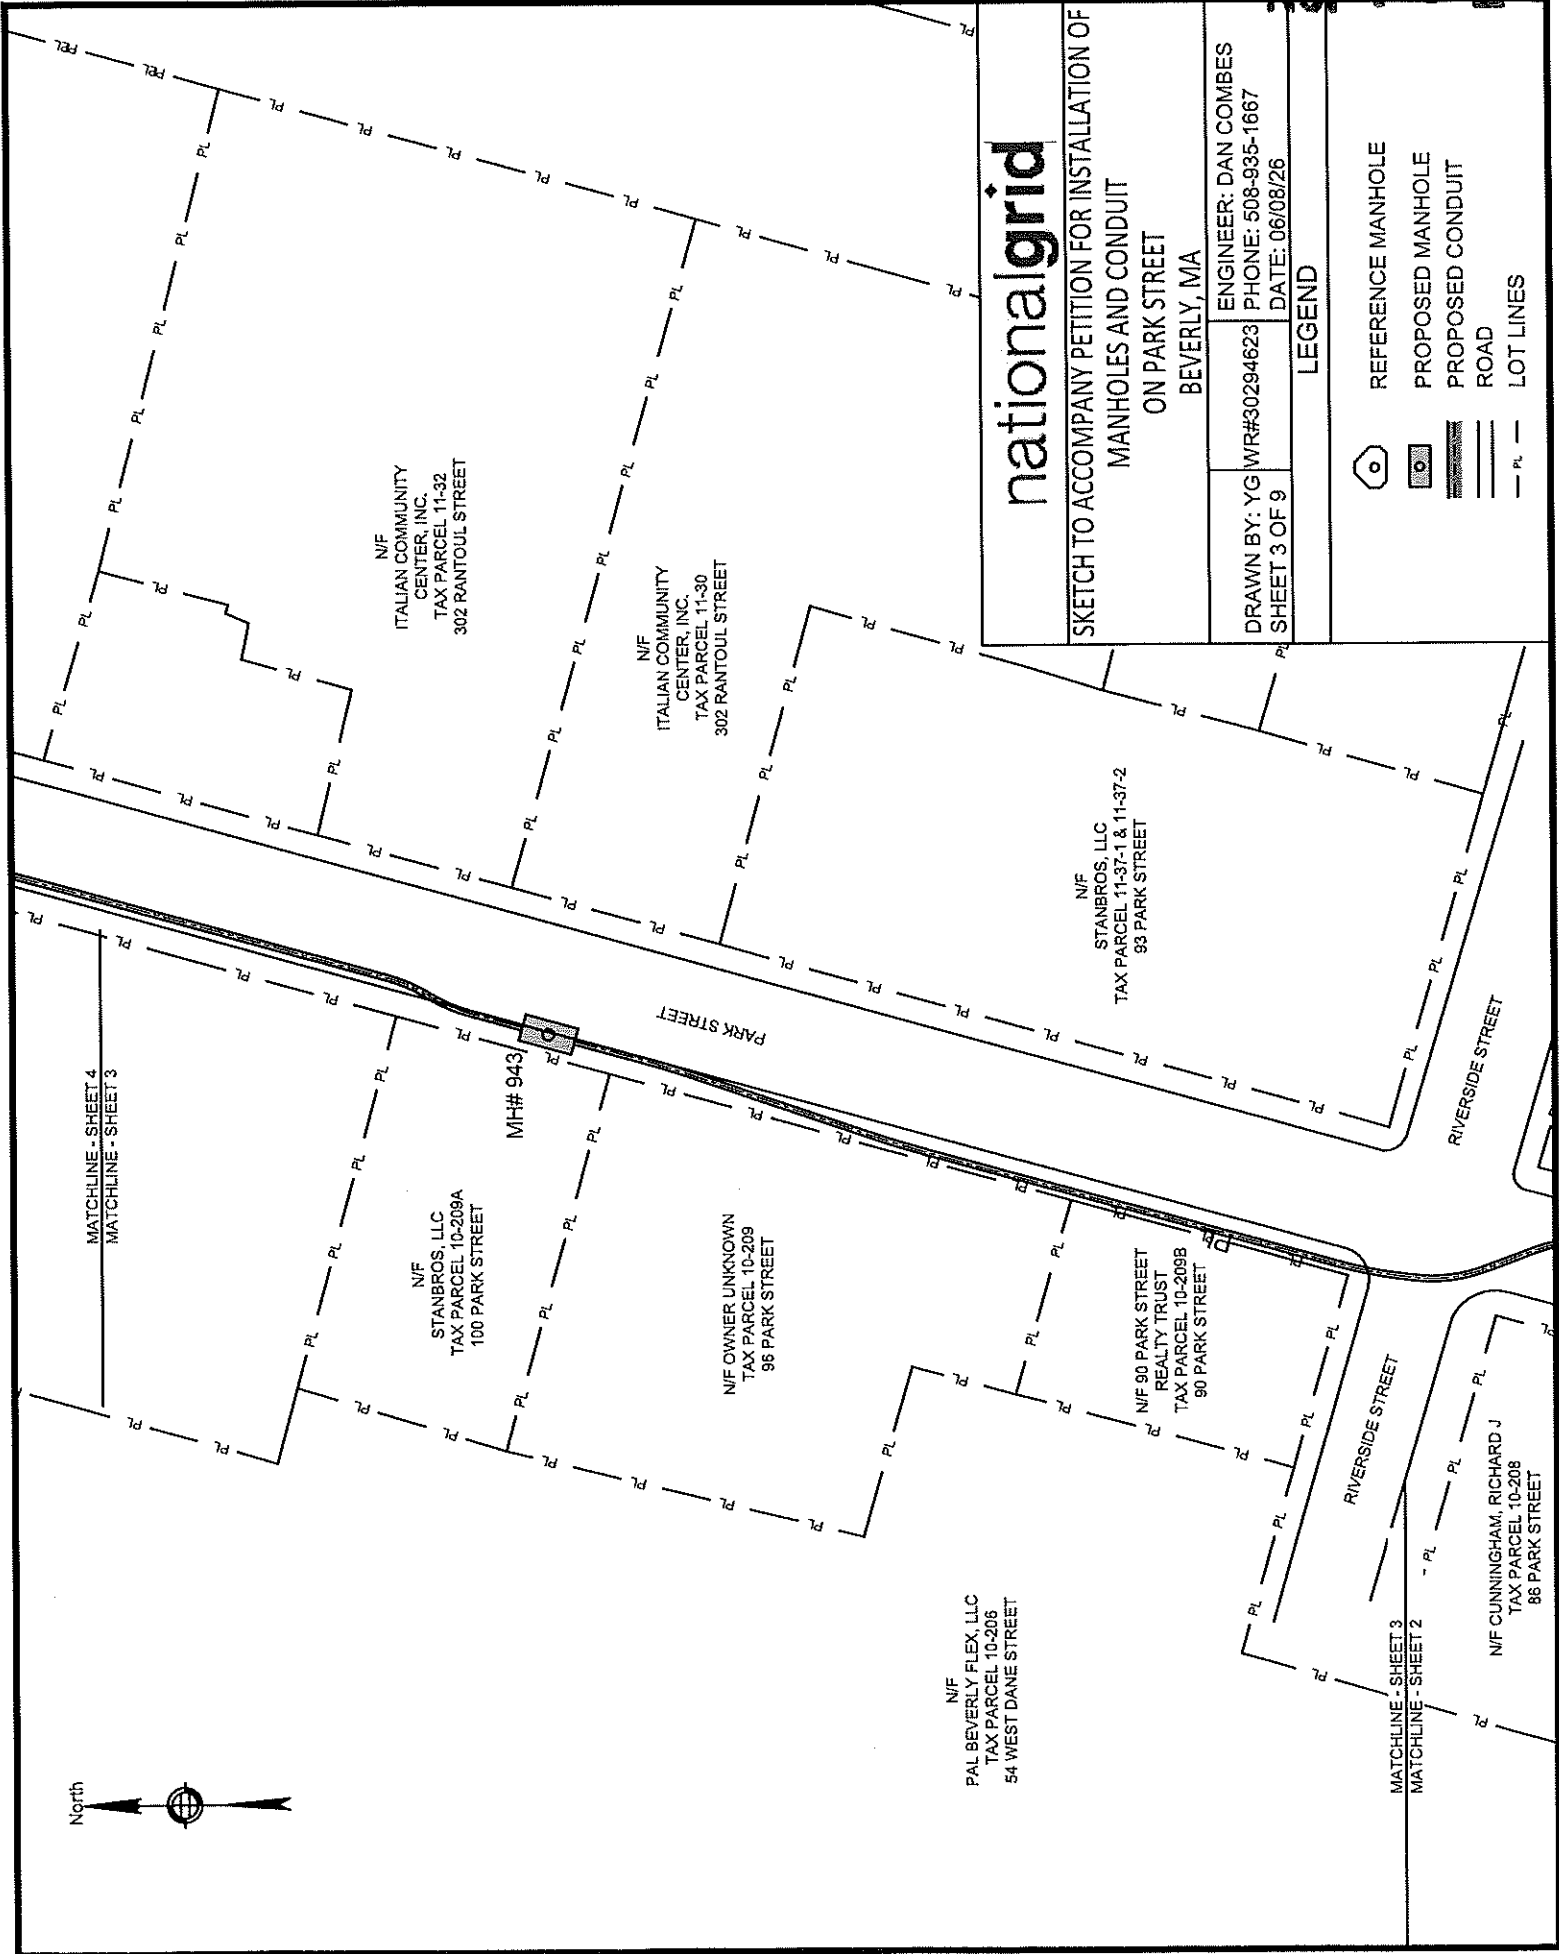 North
MATCHLINE - SHEET 4
MATCHLINE - SHEET 3
N/F
STANBROS, LLC
TAX PARCEL 10-209A
100 PARK STREET
MH# 943
N/F
ITALIAN COMMUNITY
CENTER, INC.
TAX PARCEL 11-32
302 RANTOUL STREET
N/F
ITALIAN COMMUNITY
CENTER, INC.
TAX PARCEL 11-30
302 RANTOUL STREET
PARK STREET
N/F OWNER UNKNOWN
TAX PARCEL 10-209
96 PARK STREET
N/F
PAL BEVERLY FLEX, LLC
TAX PARCEL 10-206
54 WEST DANE STREET
N/F 90 PARK STREET
REALTY TRUST
TAX PARCEL 10-209B
90 PARK STREET
N/F
STANBROS, LLC
TAX PARCEL 11-37-1 & 11-37-2
93 PARK STREET
RIVERSIDE STREET
RIVERSIDE STREET
MATCHLINE - SHEET 3
MATCHLINE - SHEET 2
N/F CUNNINGHAM, RICHARD J
TAX PARCEL 10-208
86 PARK STREET
nationalgrid
SKETCH TO ACCOMPANY PETITION FOR INSTALLATION OF
MANHOLES AND CONDUIT
ON PARK STREET
BEVERLY, MA
DRAWN BY: YG
WR#30294623
SHEET 3 OF 9
ENGINEER: DAN COMBES
PHONE: 508-935-1667
DATE: 06/08/26
LEGEND
REFERENCE MANHOLE
PROPOSED MANHOLE
PROPOSED CONDUIT
ROAD
PL
LOT LINES